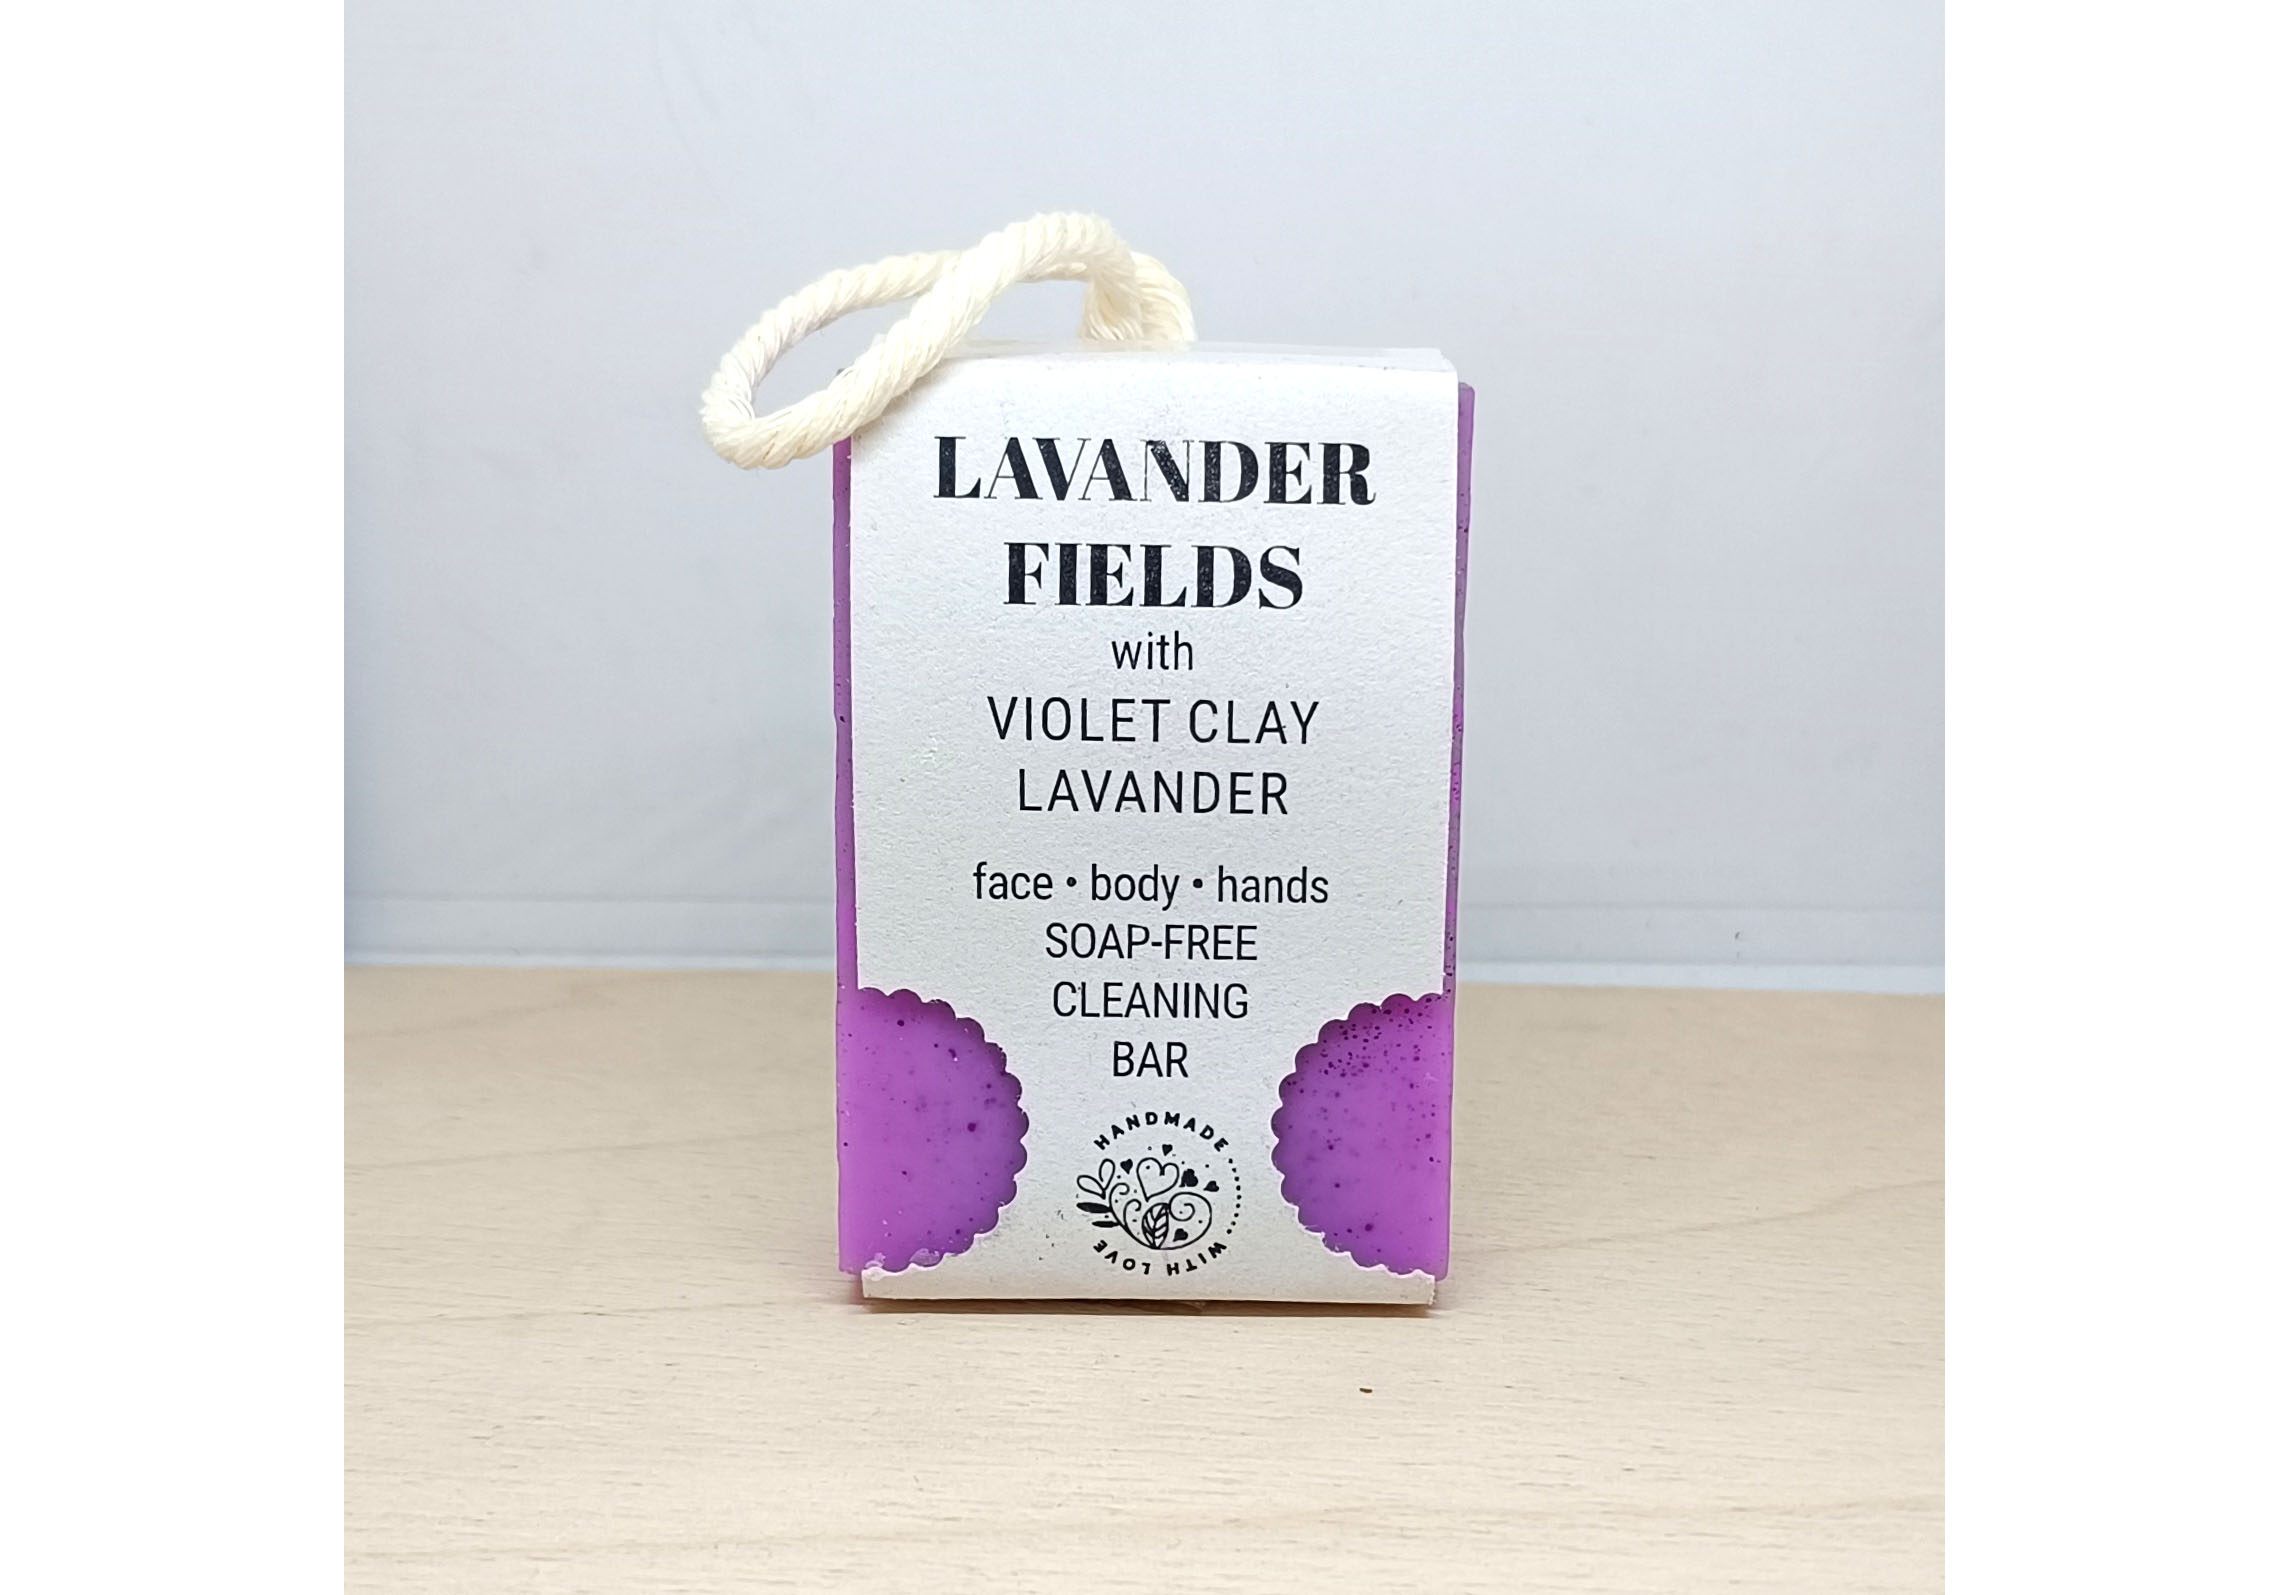 LAVANDER
FIELDS
with
VIOLET CLAY
LAVANDER
face • body • hands
SOAP-FREE
CLEANING
BAR
HANDMADE
WITH LOVE